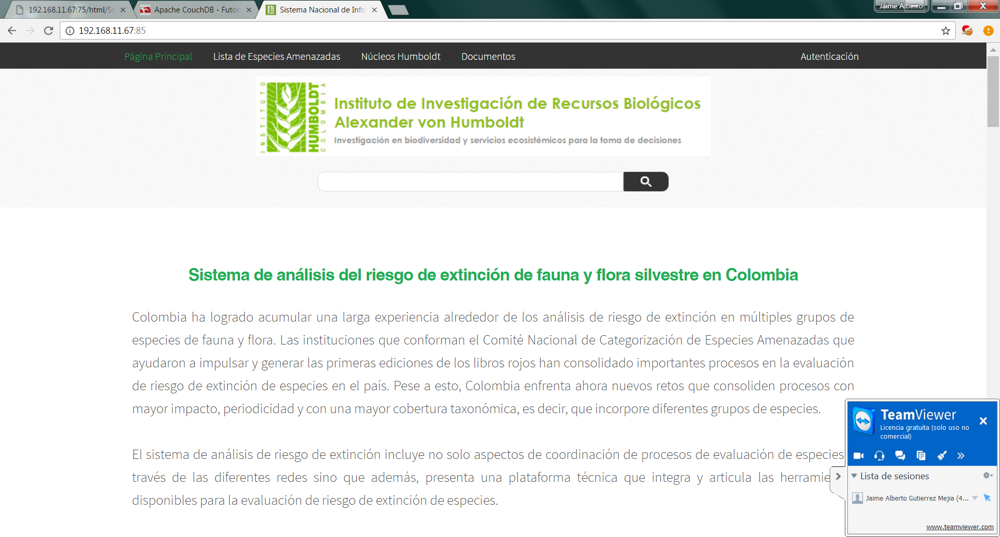 192.168.11.67:75/html/Se
Apache CouchDB - Futon
Sistema Nacional de Info
192.168.11.67:85
Página Principal
Lista de Especies Amenazadas
Núcleos Humboldt
Documentos
Autenticación
INSTITUTO
HUMBOLDT
COLOMBIA
Instituto de Investigación de Recursos Biológicos
Alexander von Humboldt
Investigación en biodiversidad y servicios ecosistémicos para la toma de decisiones
Sistema de análisis del riesgo de extinción de fauna y flora silvestre en Colombia
Colombia ha logrado acumular una larga experiencia alrededor de los análisis de riesgo de extinción en múltiples grupos de
especies de fauna y flora. Las instituciones que conforman el Comité Nacional de Categorización de Especies Amenazadas que
ayudaron a impulsar y generar las primeras ediciones de los libros rojos han consolidado importantes procesos en la evaluación
de riesgo de extinción de especies en el país. Pese a esto, Colombia enfrenta ahora nuevos retos que consoliden procesos con
mayor impacto, periodicidad y con una mayor cobertura taxonómica, es decir, que incorpore diferentes grupos de especies.
El sistema de análisis de riesgo de extinción incluye no solo aspectos de coordinación de procesos de evaluación de especies
través de las diferentes redes sino que además, presenta una plataforma técnica que integra y articula las herramie
disponibles para la evaluación de riesgo de extinción de especies.
TeamViewer
Licencia gratuita (solo uso no
comercial)
Lista de sesiones
Jaime Alberto Gutierrez Mejia (4...
www.teamviewer.com